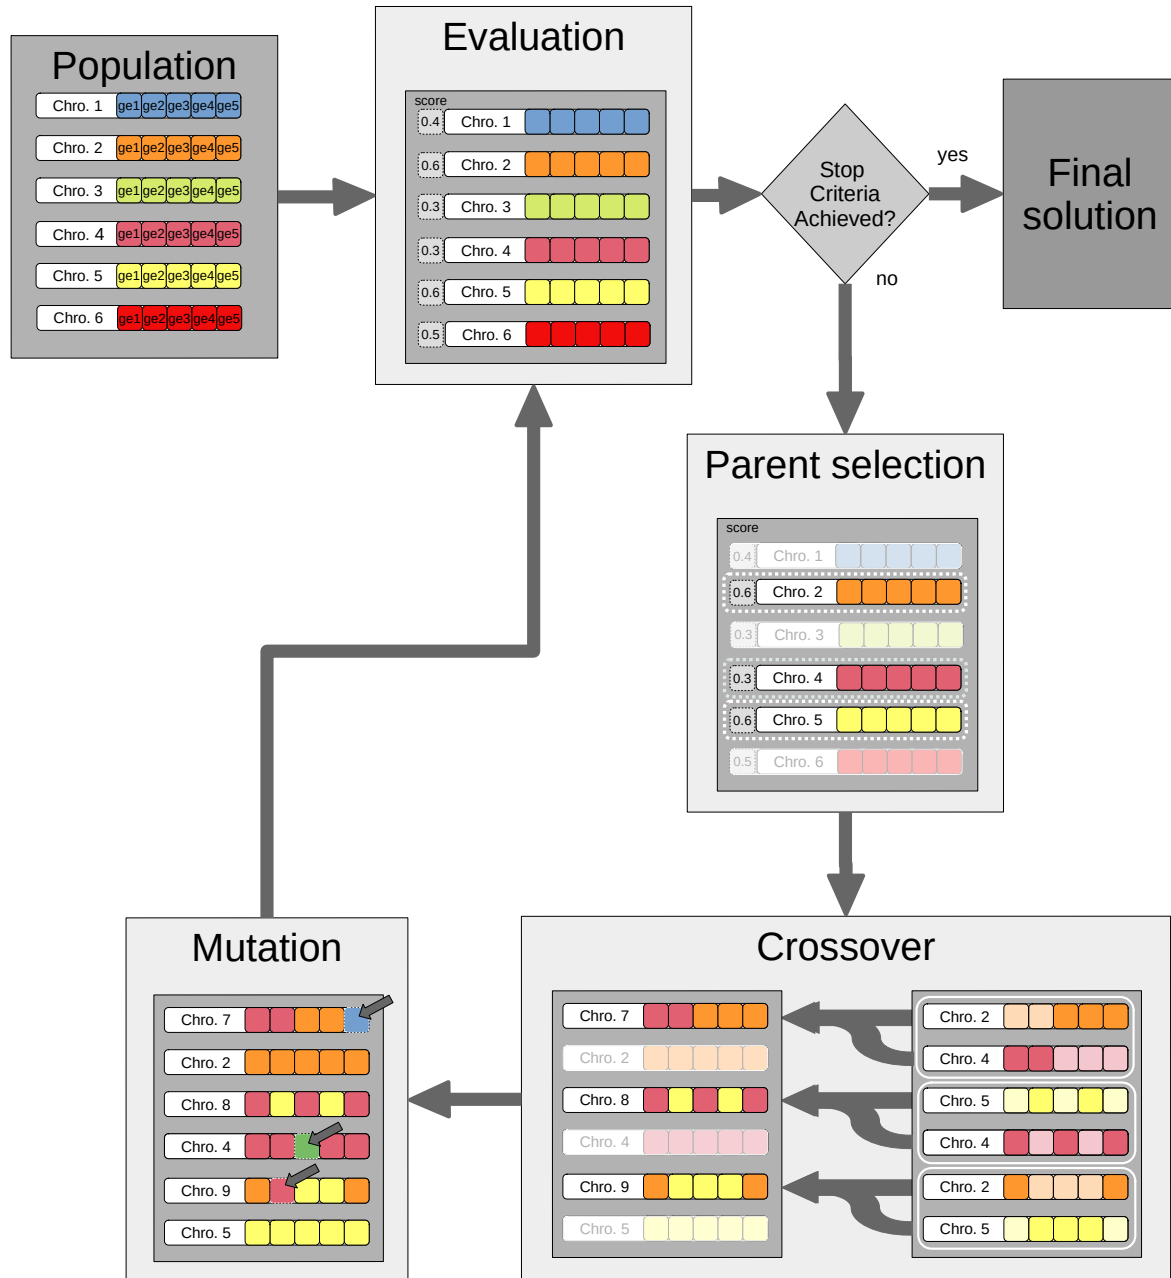 Population
Chro. 1 ge1 ge2 ge3 ge4 ge5
Chro. 2 ge1 ge2 ge3 ge4 ge5
Chro. 3 ge1 ge2 ge3 ge4 ge5
Chro. 4 ge1 ge2 ge3 ge4 ge5
Chro. 5 ge1 ge2 ge3 ge4 ge5
Chro. 6 ge1 ge2 ge3 ge4 ge5
Evaluation
score
0.4 Chro. 1
0.6 Chro. 2
0.3 Chro. 3
0.3 Chro. 4
0.6 Chro. 5
0.5 Chro. 6
Stop
Criteria
Achieved?
yes
no
Final
solution
Parent selection
score
0.4 Chro. 1
0.6 Chro. 2
0.3 Chro. 3
0.3 Chro. 4
0.6 Chro. 5
0.5 Chro. 6
Crossover
Chro. 2
Chro. 4
Chro. 5
Chro. 4
Chro. 2
Chro. 5
Chro. 7
Chro. 2
Chro. 8
Chro. 4
Chro. 9
Chro. 5
Mutation
Chro. 7
Chro. 2
Chro. 8
Chro. 4
Chro. 9
Chro. 5